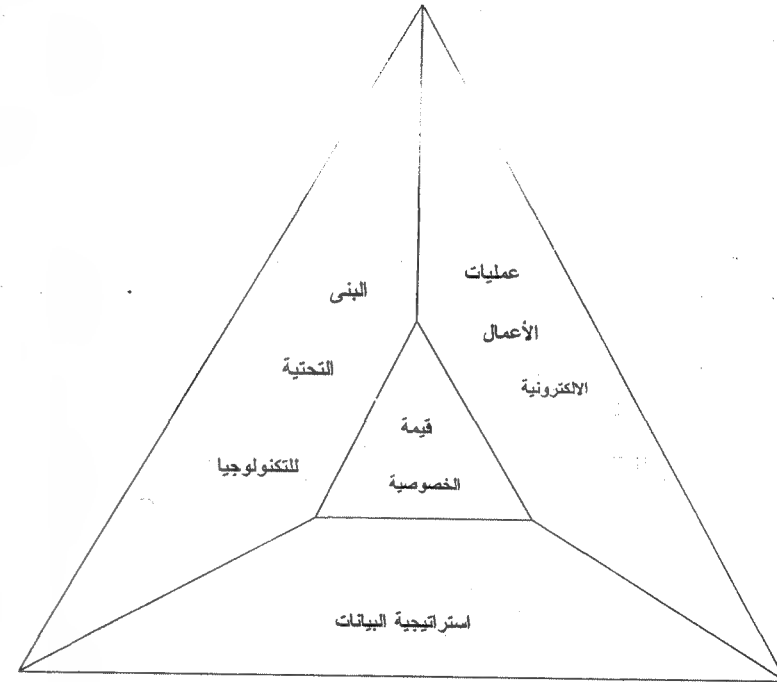 عمليات
الأعمال
الالكترونية
البنى
التحتية
للتكنولوجيا
قيمة
الخصوصية
استراتيجية البيانات